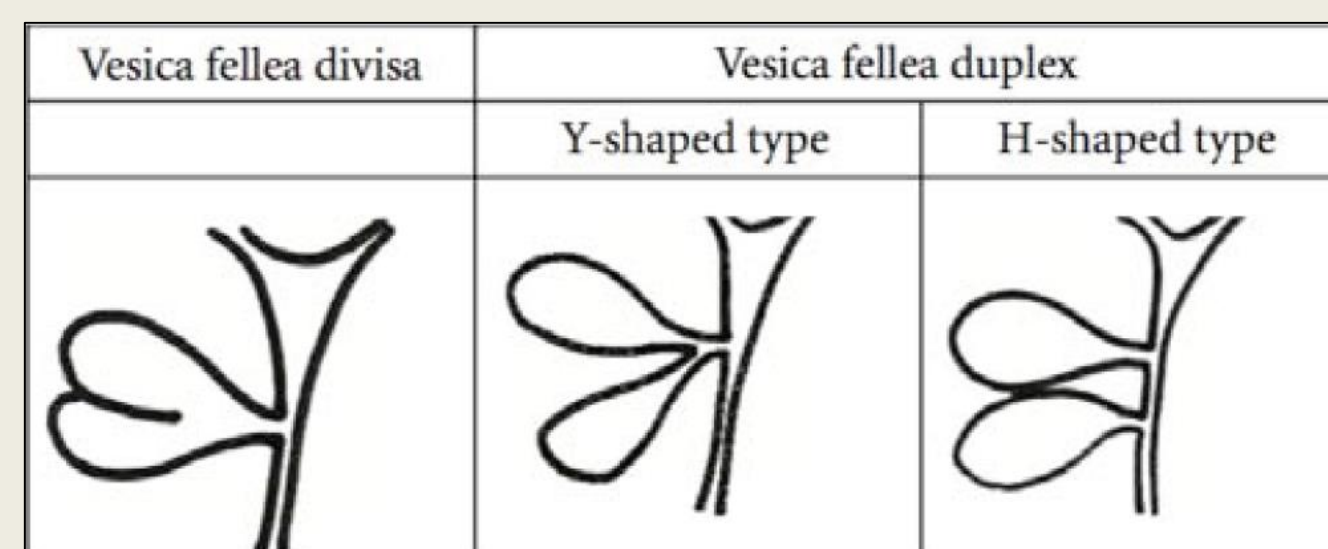 Vesica fellea divisa
Vesica fellea duplex
Y-shaped type
H-shaped type